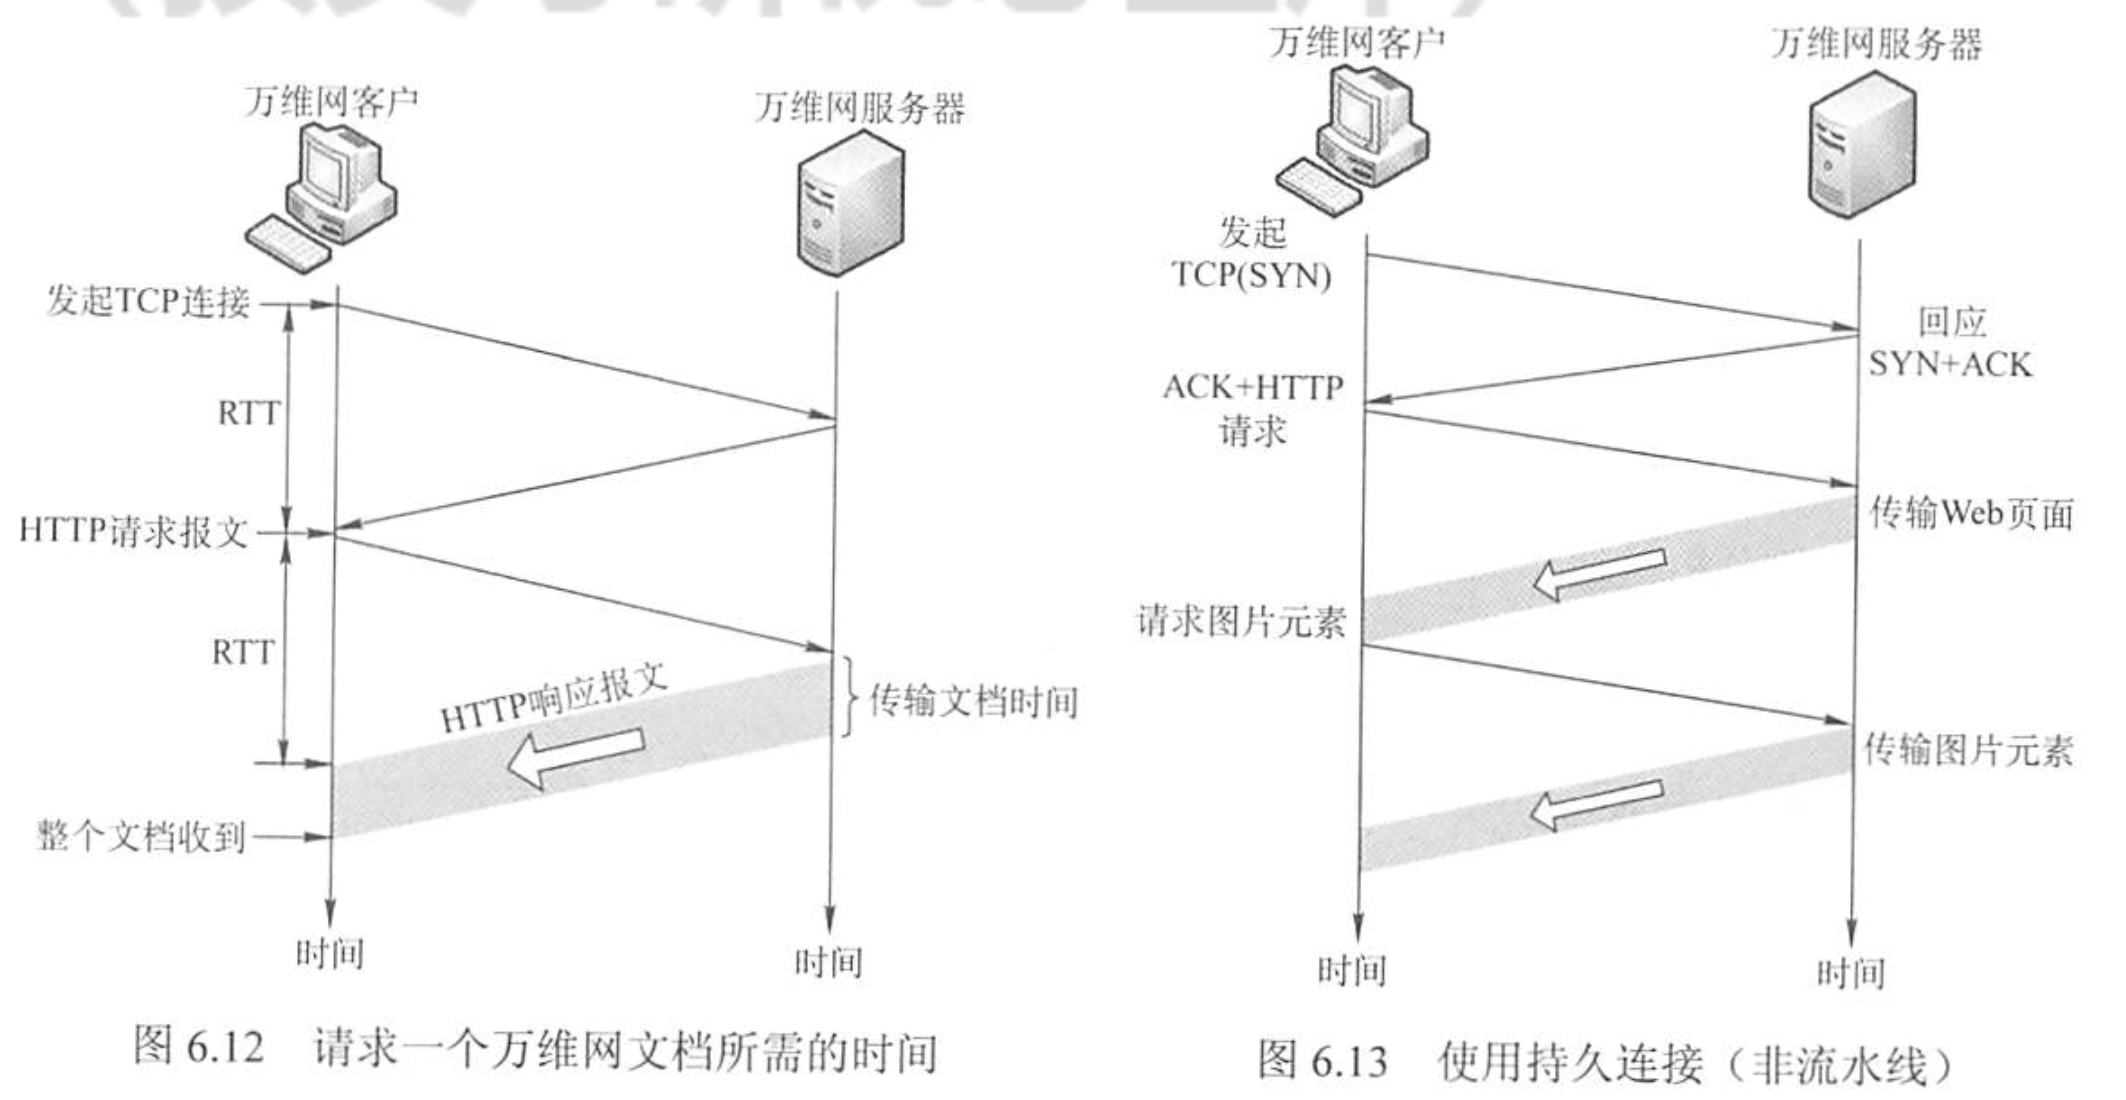 万维网客户
万维网服务器
发起TCP连接
RTT
HTTP请求报文
RTT
HTTP响应报文
传输文档时间
整个文档收到
时间
时间
图 6.12 请求一个万维网文档所需的时间
万维网客户
万维网服务器
发起
TCP(SYN)
回应
SYN+ACK
ACK+HTTP
请求
传输Web页面
请求图片元素
传输图片元素
时间
时间
图 6.13 使用持久连接（非流水线）